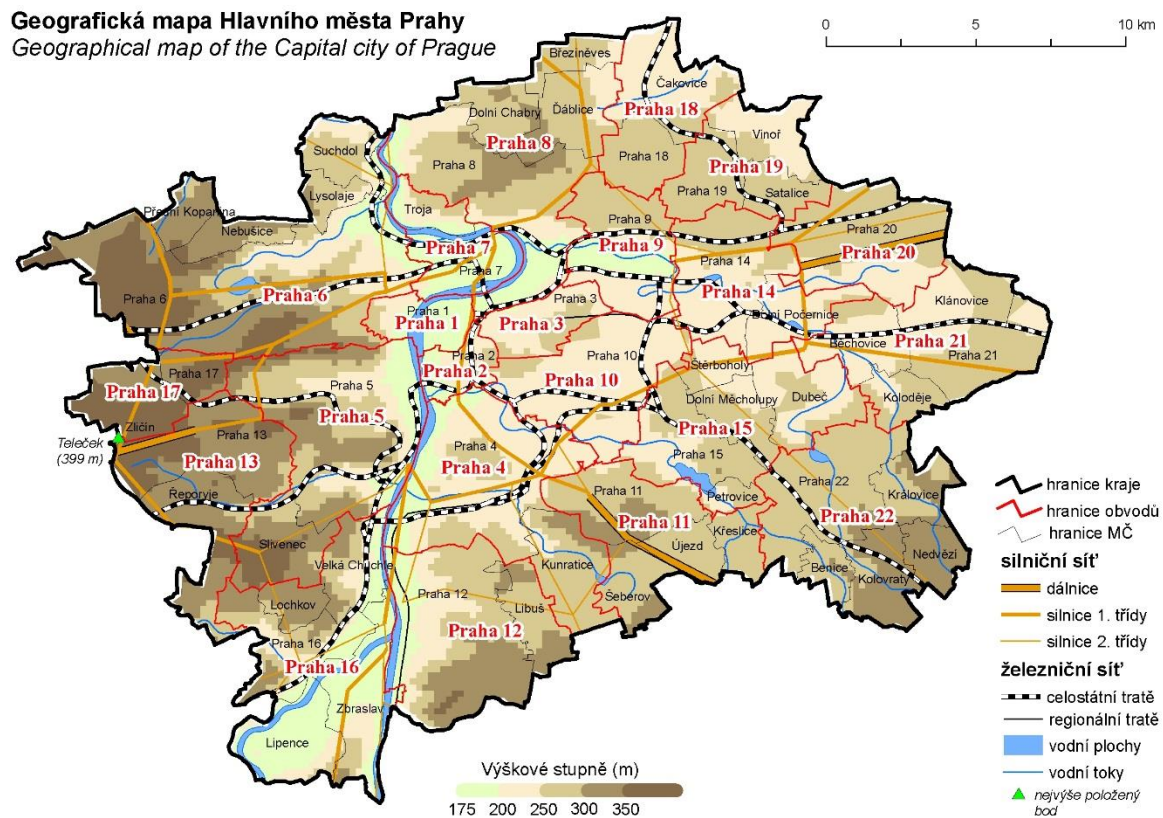 Geografická mapa Hlavního města Prahy
Geographical map of the Capital city of Prague
0 5 10 km
Březiněves
Čakovice
Praha 18
Ďáblice
Dolní Chabry
Praha 8
Vinoř
Suchdol
Praha 8
Praha 18
Praha 19
Lysolaje
Praha 19
Satalice
Přední Kopanina
Nebušice
Troja
Praha 9
Praha 20
Praha 7
Praha 9
Praha 20
Praha 14
Praha 7
Praha 6
Praha 6
Praha 14
Praha 3
Klánovice
Praha 1
Praha 1
Praha 3
Dolní Počernice
Běchovice
Praha 21
Praha 21
Praha 2
Praha 10
Praha 2
Praha 10
Štěrboholy
Praha 17
Praha 17
Praha 5
Dolní Měcholupy
Dubeč
Koloděje
Zličín
Praha 5
Praha 13
Praha 15
Teleček
(399 m)
Praha 4
Praha 4
Praha 13
Praha 15
Praha 22
Řeporyje
Praha 11
Petrovice
Královice
Praha 11
Křeslice
Praha 22
Slivenec
Újezd
Nedvězí
Velká Chuchle
Kunratice
Benice
Kolovraty
Šeberov
Lochkov
Praha 12
Libuš
Praha 12
Praha 16
Praha 16
Zbraslav
Lipence
hranice kraje
hranice obvodů
hranice MČ
silniční síť
dálnice
silnice 1. třídy
silnice 2. třídy
železniční síť
celostátní tratě
regionální tratě
vodní plochy
vodní toky
nejvýše položený
bod
Výškové stupně (m)
175 200 250 300 350